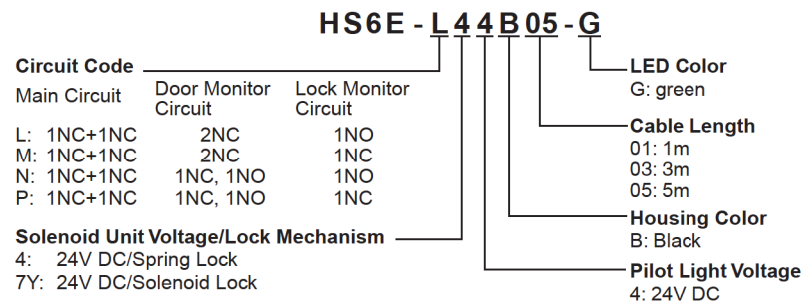 HS6E - L 4 4 B 05 - G
Circuit Code
Main Circuit Door Monitor Circuit Lock Monitor Circuit
L: 1NC+1NC 2NC 1NO
M: 1NC+1NC 2NC 1NC
N: 1NC+1NC 1NC, 1NO 1NO
P: 1NC+1NC 1NC, 1NO 1NC
Solenoid Unit Voltage/Lock Mechanism
4: 24V DC/Spring Lock
7Y: 24V DC/Solenoid Lock
LED Color
G: green
Cable Length
01: 1m
03: 3m
05: 5m
Housing Color
B: Black
Pilot Light Voltage
4: 24V DC